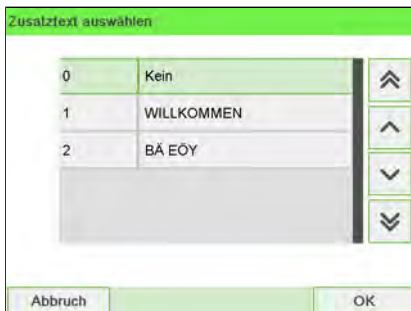 Zusatztext auswählen
0 Kein
1 WILLKOMMEN
2 BÄ EÖY
Abbruch OK